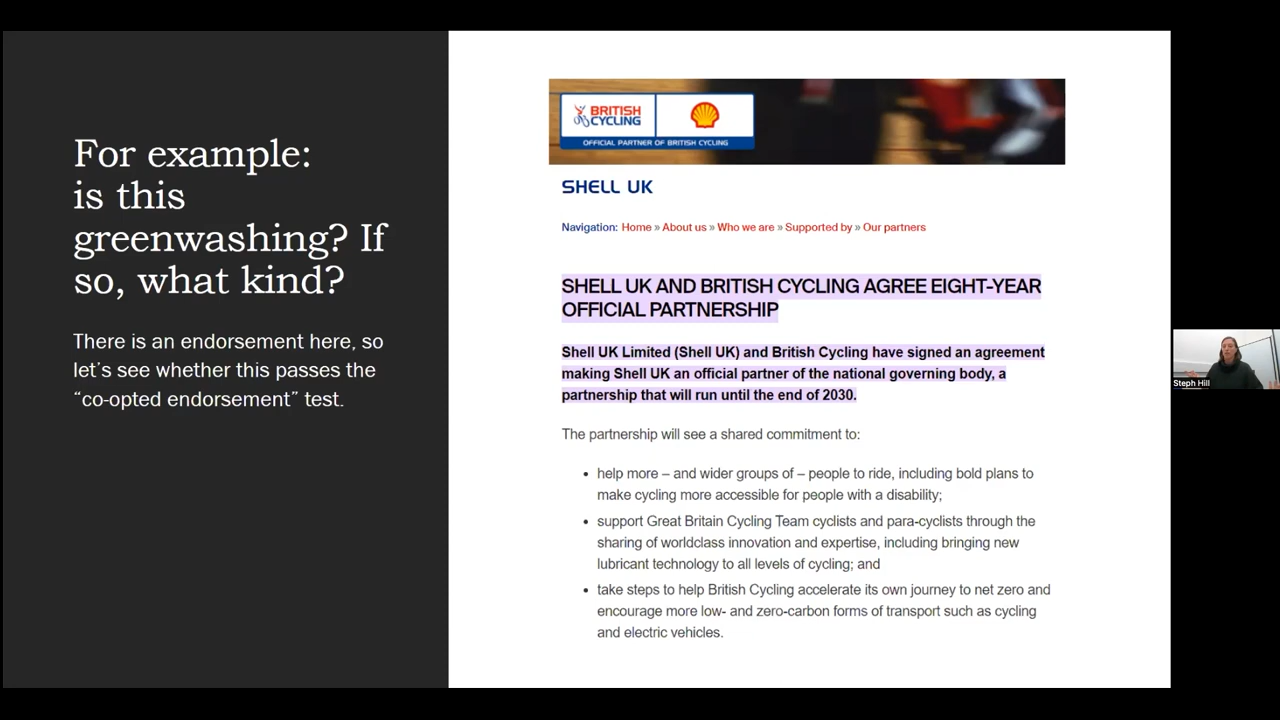 For example:
is this
greenwashing? If
so, what kind?
There is an endorsement here, so
let's see whether this passes the
“co-opted endorsement” test.
BRITISH
CYCLING
OFFICIAL PARTNER OF BRITISH CYCLING
SHELL UK
Navigation: Home » About us » Who we are » Supported by » Our partners
SHELL UK AND BRITISH CYCLING AGREE EIGHT-YEAR
OFFICIAL PARTNERSHIP
Shell UK Limited (Shell UK) and British Cycling have signed an agreement
making Shell UK an official partner of the national governing body, a
partnership that will run until the end of 2030.
The partnership will see a shared commitment to:
• help more – and wider groups of – people to ride, including bold plans to
make cycling more accessible for people with a disability;
• support Great Britain Cycling Team cyclists and para-cyclists through the
sharing of worldclass innovation and expertise, including bringing new
lubricant technology to all levels of cycling; and
• take steps to help British Cycling accelerate its own journey to net zero and
encourage more low- and zero-carbon forms of transport such as cycling
and electric vehicles.
Steph Hill